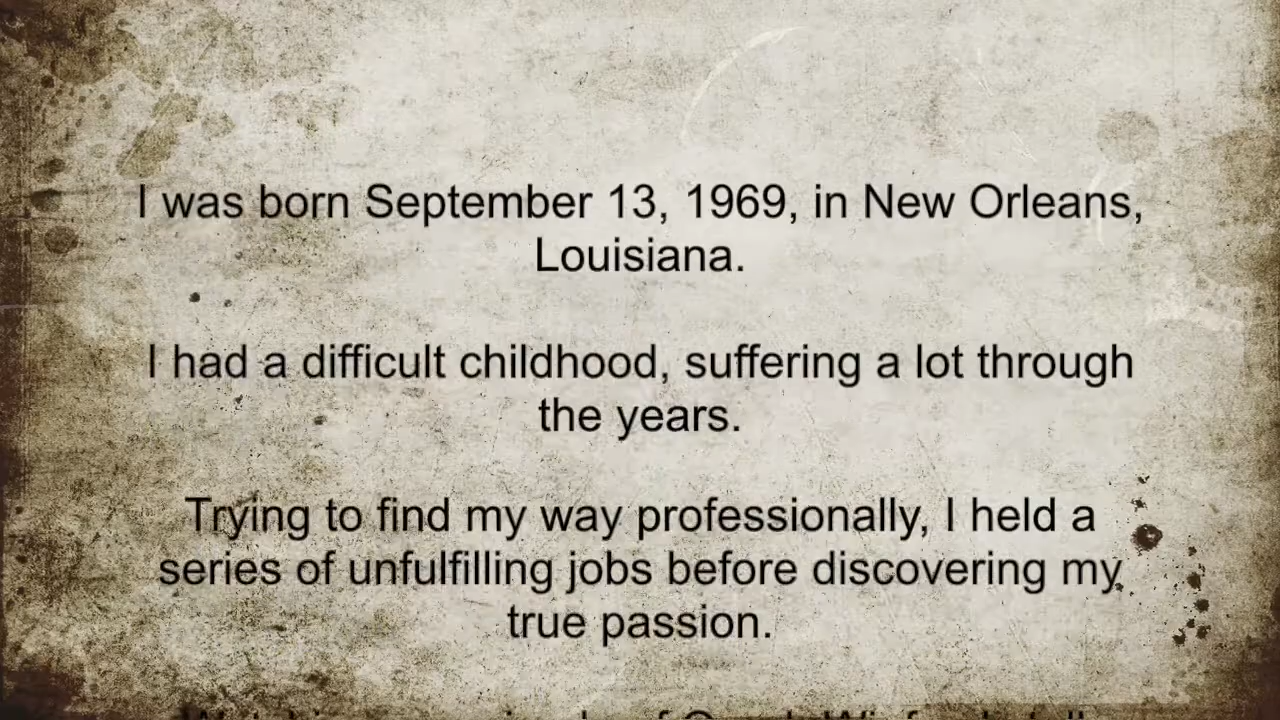 I was born September 13, 1969, in New Orleans,
Louisiana.
I had a difficult childhood, suffering a lot through
the years.
Trying to find my way professionally, I held a
series of unfulfilling jobs before discovering my
true passion.